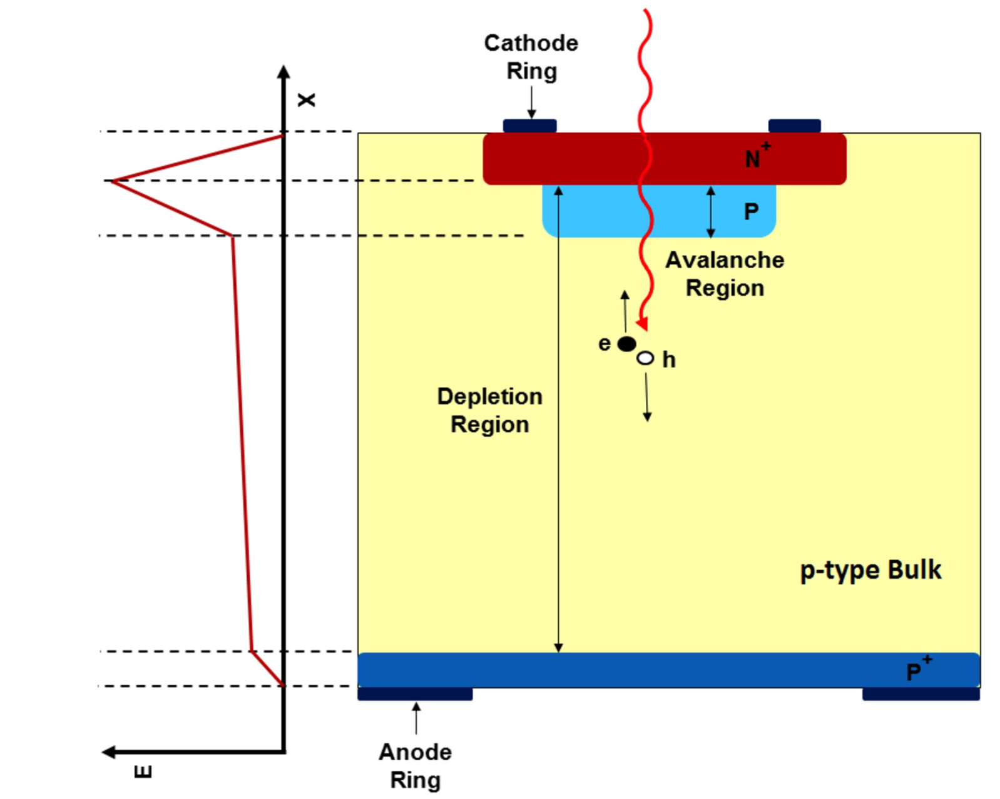 Cathode
Ring
X
N+
P
Avalanche
Region
e
h
Depletion
Region
p-type Bulk
P+
Anode
Ring
E